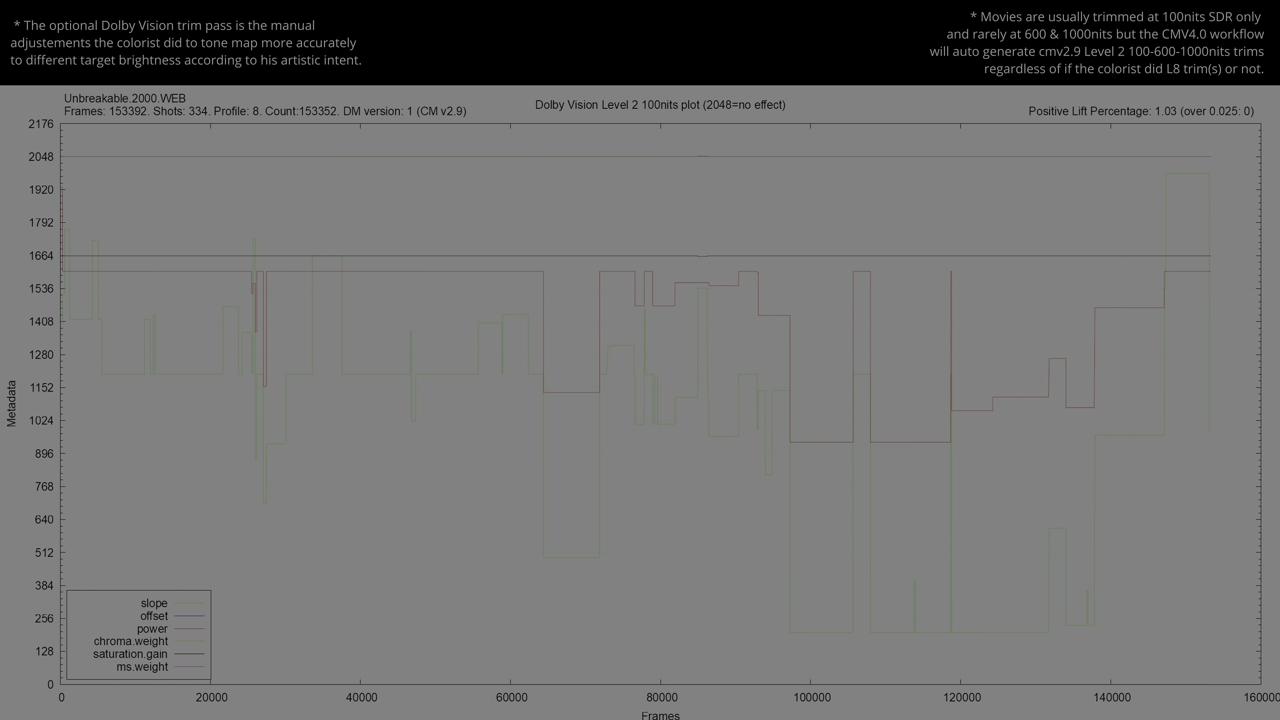 * The optional Dolby Vision trim pass is the manual
adjustements the colorist did to tone map more accurately
to different target brightness according to his artistic intent.
* Movies are usually trimmed at 100nits SDR only
and rarely at 600 & 1000nits but the CMV4.0 workflow
will auto generate cmv2.9 Level 2 100-600-1000nits trims
regardless of if the colorist did L8 trim(s) or not.
Unbreakable.2000.WEB
Frames: 153392. Shots: 334. Profile: 8. Count:153352. DM version: 1 (CM v2.9)
Dolby Vision Level 2 100nits plot (2048=no effect)
Positive Lift Percentage: 1.03 (over 0.025: 0)
2176
2048
1920
1792
1664
1536
1408
1280
1152
1024
896
768
640
512
384
256
128
0
Metadata
slope
offset
power
chroma.weight
saturation.gain
ms.weight
0 20000 40000 60000 80000 100000 120000 140000 160000
Frames